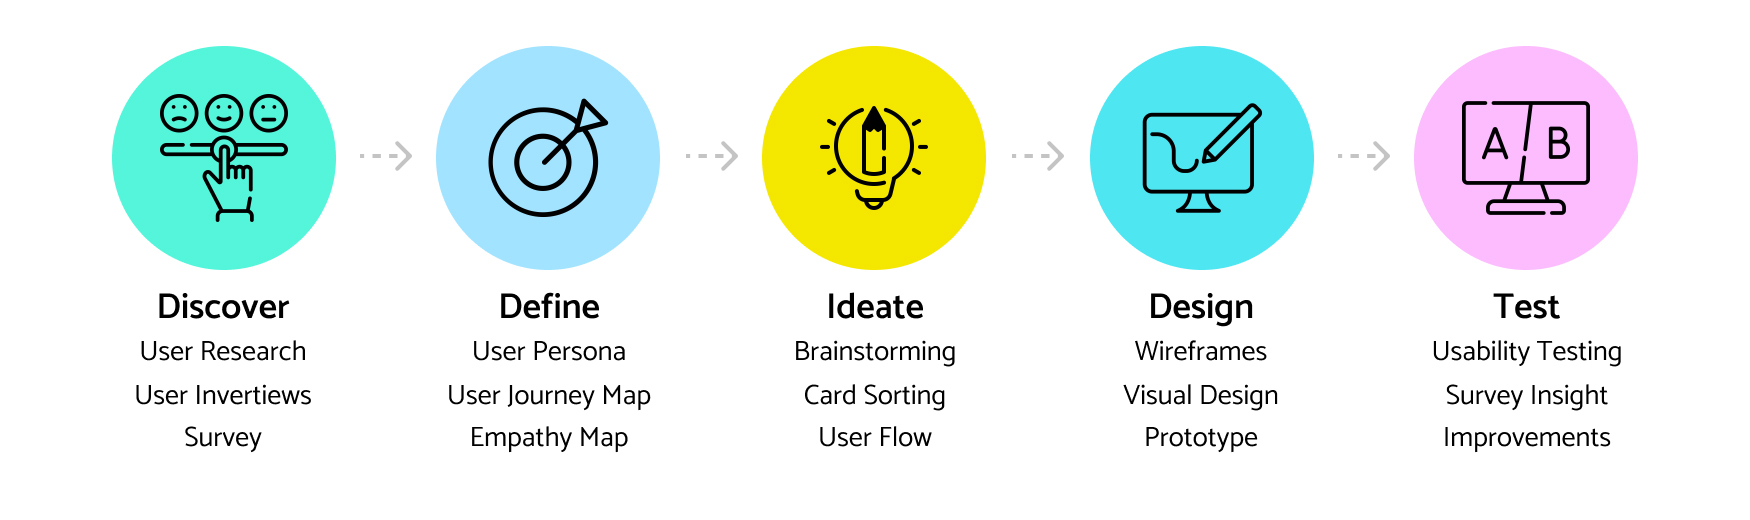 A B
Discover
User Research
User Invertiews
Survey
Define
User Persona
User Journey Map
Empathy Map
Ideate
Brainstorming
Card Sorting
User Flow
Design
Wireframes
Visual Design
Prototype
Test
Usability Testing
Survey Insight
Improvements